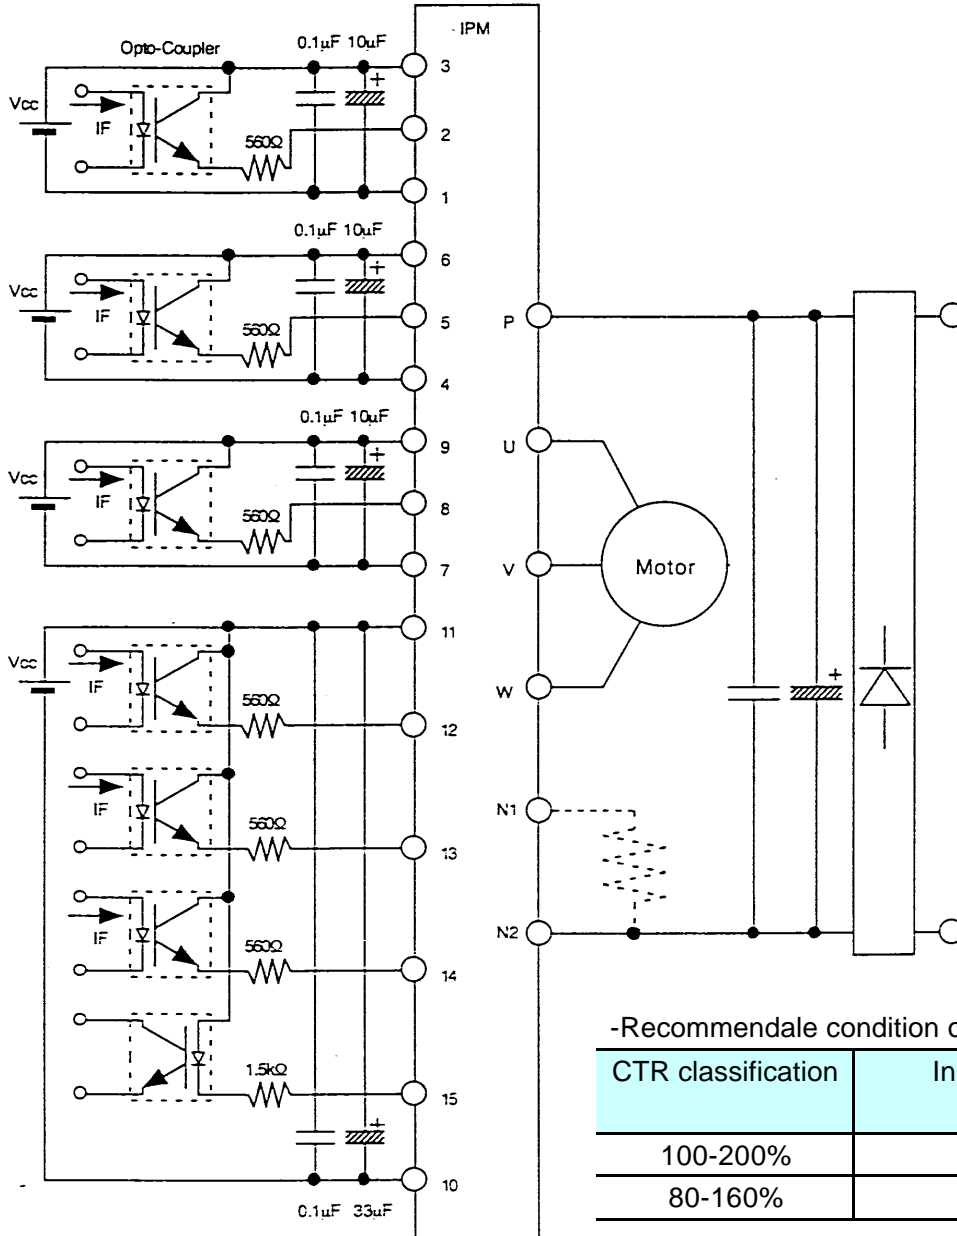 IPM
Opto-Coupler
0.1µF 10µF
+
3
Vcc
IF
2
560Ω
1
0.1µF 10µF
+
6
Vcc
IF
5
560Ω
4
P
0.1µF 10µF
+
9
U
Vcc
IF
8
560Ω
7
V
Motor
11
Vcc
IF
560Ω
12
W
+
IF
560Ω
13
N1
IF
560Ω
14
N2
1.5kΩ
15
+
10
0.1µF 33µF
-Recommendale condition
CTR classification
100-200%
80-160%